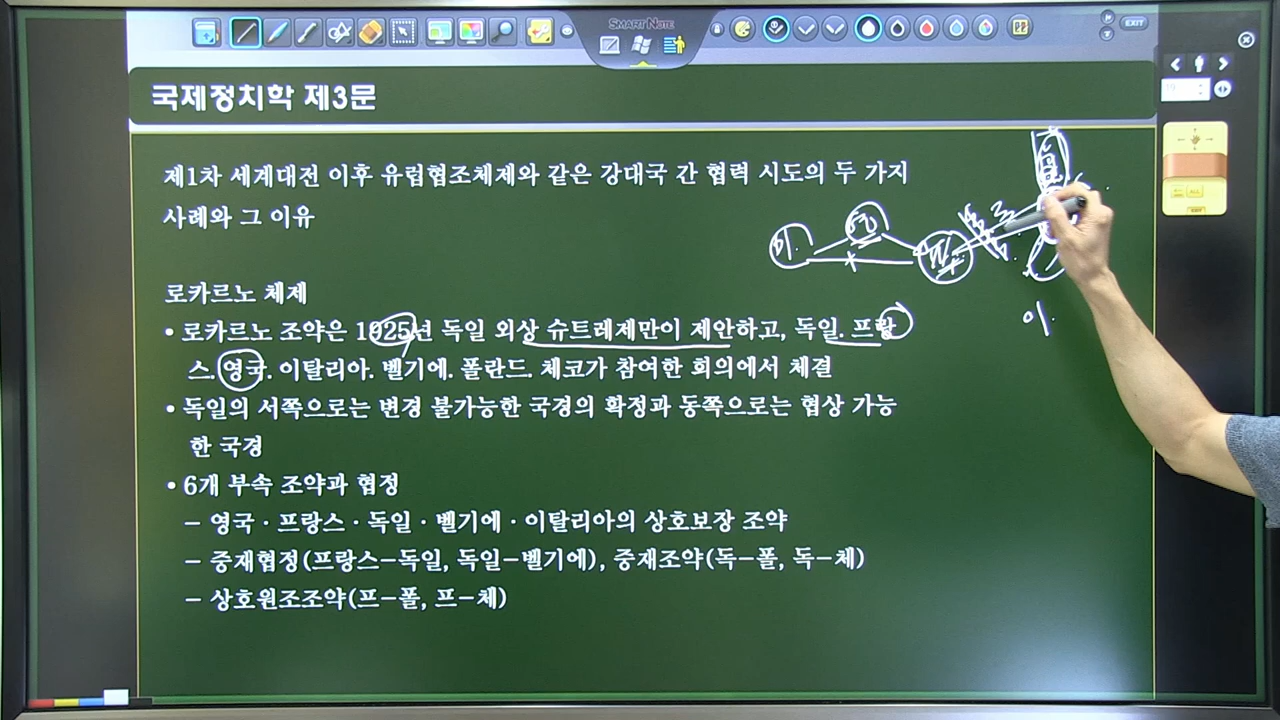 SMART NOTE
EXIT
국제정치학 제3문
19
제1차 세계대전 이후 유럽협조체제와 같은 강대국 간 협력 시도의 두 가지
사례와 그 이유
로카르노 체제
• 로카르노 조약은 1925년 독일 외상 슈트레제만이 제안하고, 독일. 프랑
스. 영국. 이탈리아. 벨기에. 폴란드. 체코가 참여한 회의에서 체결
• 독일의 서쪽으로는 변경 불가능한 국경의 확정과 동쪽으로는 협상 가능
한 국경
• 6개 부속 조약과 협정
– 영국 · 프랑스 · 독일 · 벨기에 · 이탈리아의 상호보장 조약
– 중재협정(프랑스–독일, 독일–벨기에), 중재조약(독–폴, 독–체)
– 상호원조조약(프–폴, 프–체)